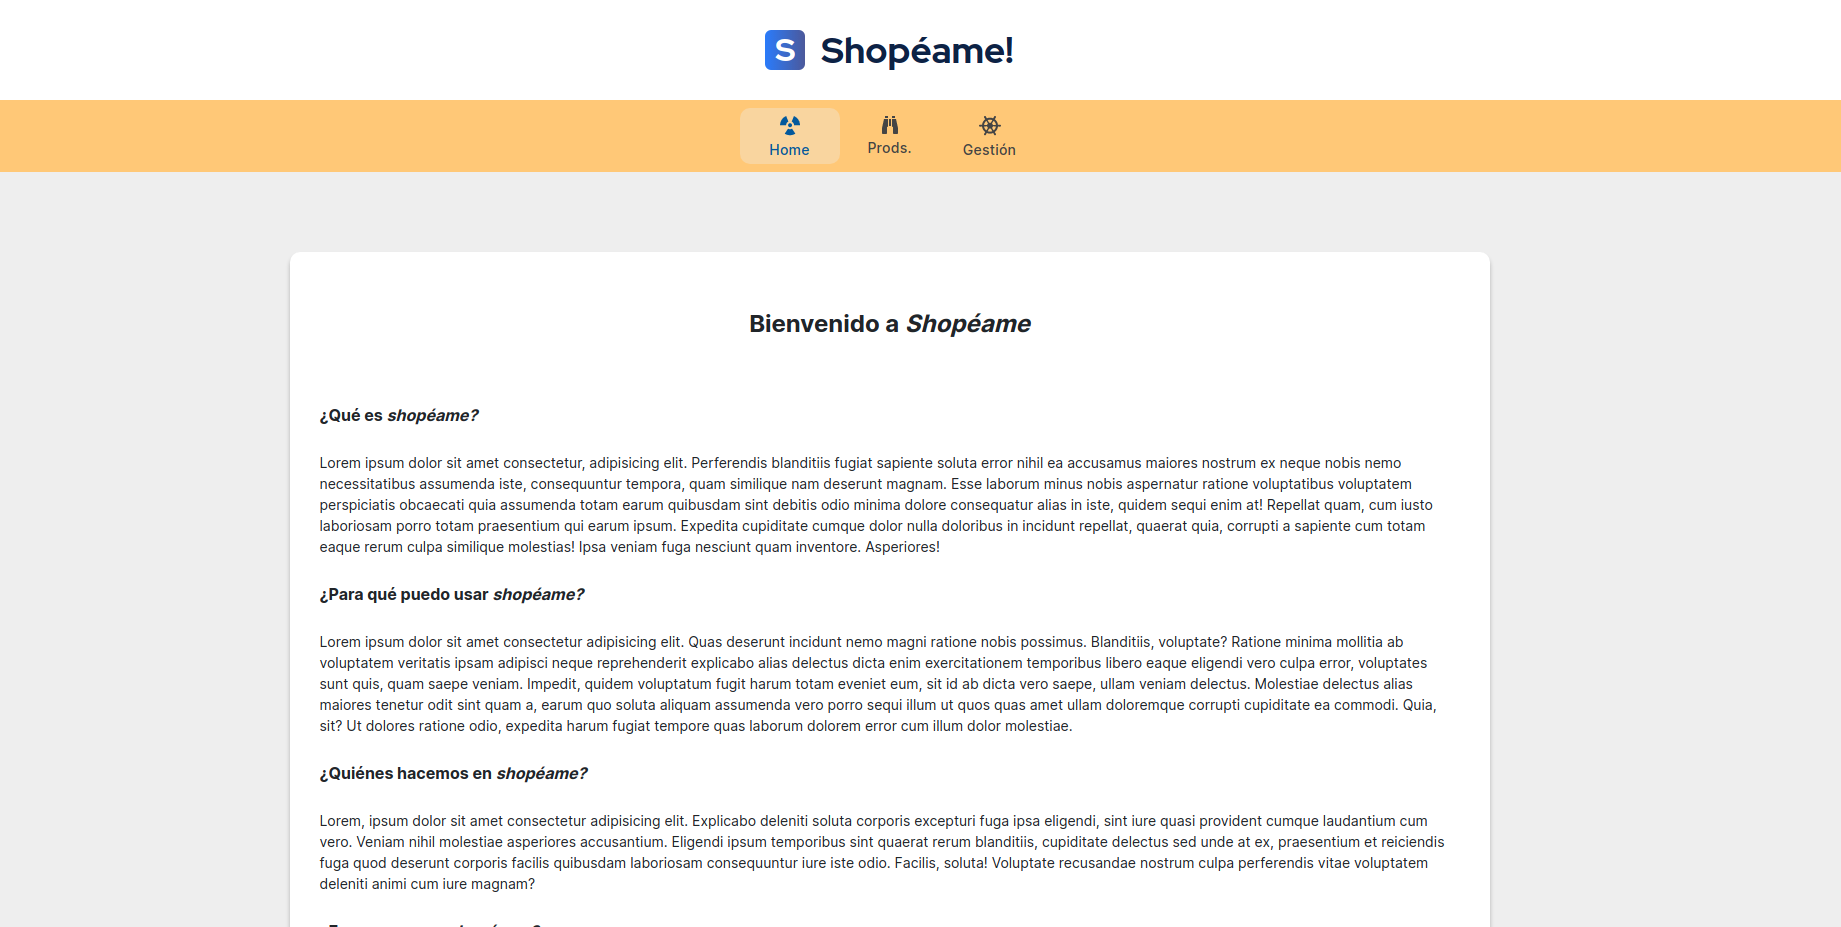 S Shopéame!
Home Prods. Gestión
Bienvenido a Shopéame
¿Qué es shopéame?
Lorem ipsum dolor sit amet consectetur, adipisicing elit. Perferendis blanditiis fugiat sapiente soluta error nihil ea accusamus maiores nostrum ex neque nobis nemo
necessitatibus assumenda iste, consequuntur tempora, quam similique nam deserunt magnam. Esse laborum minus nobis aspernatur ratione voluptatibus voluptatem
perspiciatis obcaecati quia assumenda totam earum quibusdam sint debitis odio minima dolore consequatur alias in iste, quidem sequi enim at! Repellat quam, cum iusto
laboriosam porro totam praesentium qui earum ipsum. Expedita cupiditate cumque dolor nulla doloribus in incidunt repellat, quaerat quia, corrupti a sapiente cum totam
eaque rerum culpa similique molestias! Ipsa veniam fuga nesciunt quam inventore. Asperiores!
¿Para qué puedo usar shopéame?
Lorem ipsum dolor sit amet consectetur adipisicing elit. Quas deserunt incidunt nemo magni ratione nobis possimus. Blanditiis, voluptate? Ratione minima mollitia ab
voluptatem veritatis ipsam adipisci neque reprehenderit explicabo alias delectus dicta enim exercitationem temporibus libero eaque eligendi vero culpa error, voluptates
sunt quis, quam saepe veniam. Impedit, quidem voluptatum fugit harum totam eveniet eum, sit id ab dicta vero saepe, ullam veniam delectus. Molestiae delectus alias
maiores tenetur odit sint quam a, earum quo soluta aliquam assumenda vero porro sequi illum ut quos quas amet ullam doloremque corrupti cupiditate ea commodi. Quia,
sit? Ut dolores ratione odio, expedita harum fugiat tempore quas laborum dolorem error cum illum dolor molestiae.
¿Quiénes hacemos en shopéame?
Lorem, ipsum dolor sit amet consectetur adipisicing elit. Explicabo deleniti soluta corporis excepturi fuga ipsa eligendi, sint iure quasi provident cumque laudantium cum
vero. Veniam nihil molestiae asperiores accusantium. Eligendi ipsum temporibus sint quaerat rerum blanditiis, cupiditate delectus sed unde at ex, praesentium et reiciendis
fuga quod deserunt corporis facilis quibusdam laboriosam consequuntur iure iste odio. Facilis, soluta! Voluptate recusandae nostrum culpa perferendis vitae voluptatem
deleniti animi cum iure magnam?